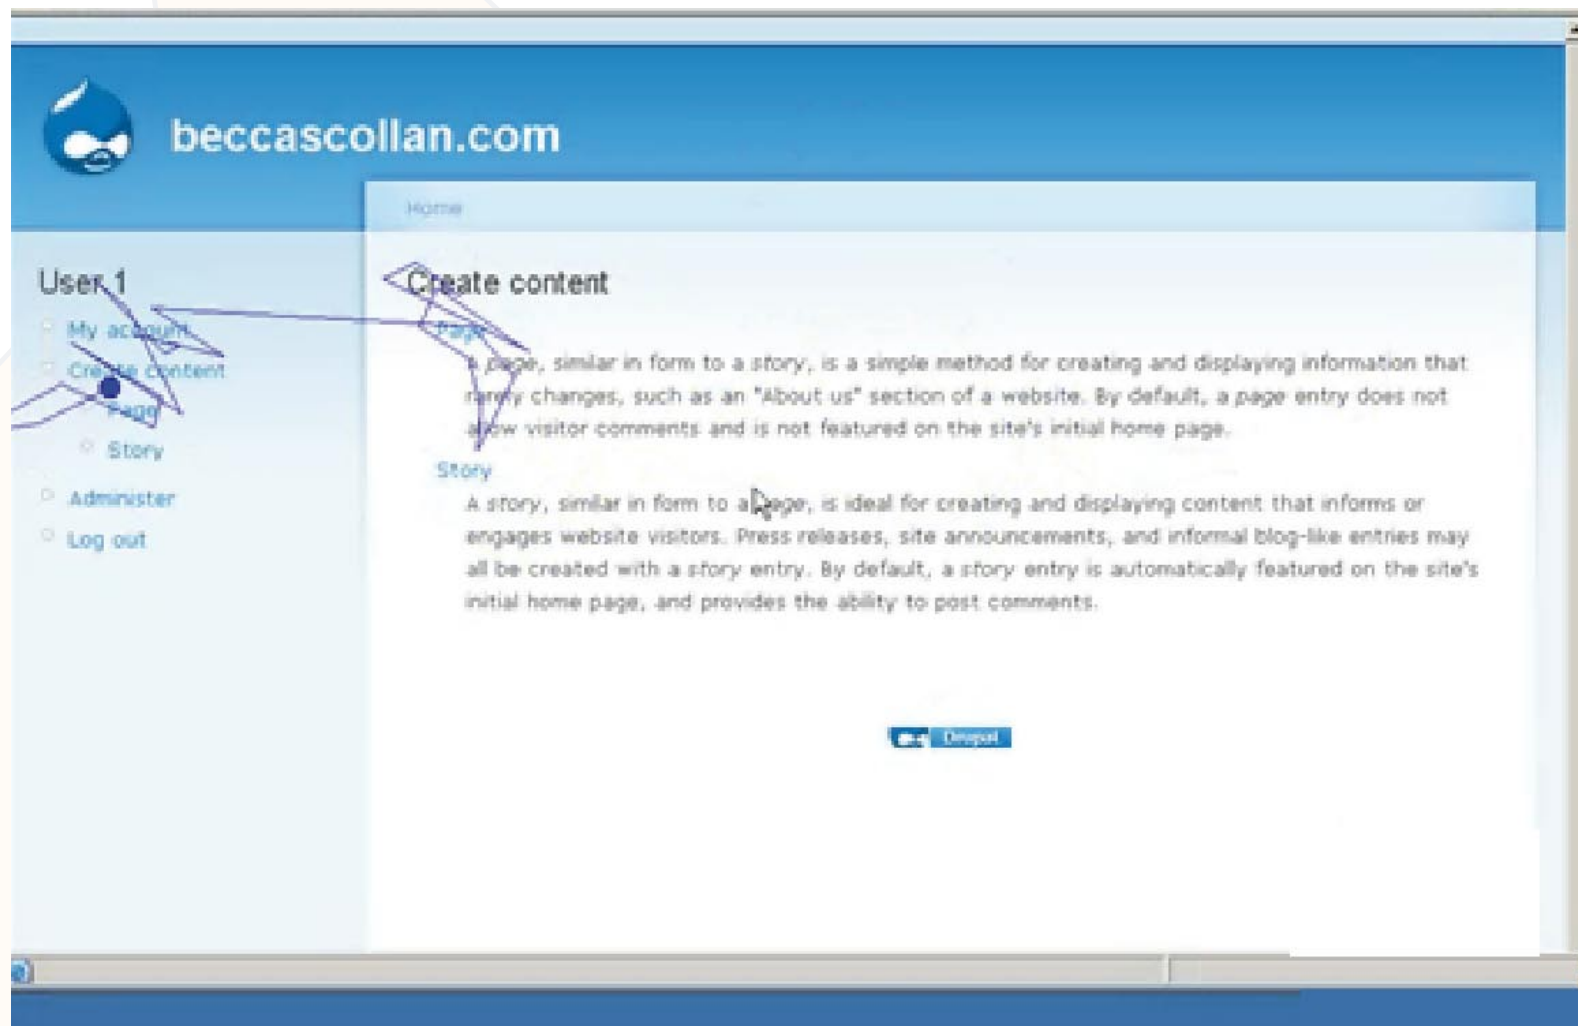 beccascollan.com
Home
User 1
My account
Create content
Page
Story
Administer
Log out
Create content
Page
A page, similar in form to a story, is a simple method for creating and displaying information that
rarely changes, such as an "About us" section of a website. By default, a page entry does not
allow visitor comments and is not featured on the site's initial home page.
Story
A story, similar in form to a page, is ideal for creating and displaying content that informs or
engages website visitors. Press releases, site announcements, and informal blog-like entries may
all be created with a story entry. By default, a story entry is automatically featured on the site's
initial home page, and provides the ability to post comments.
Drupal